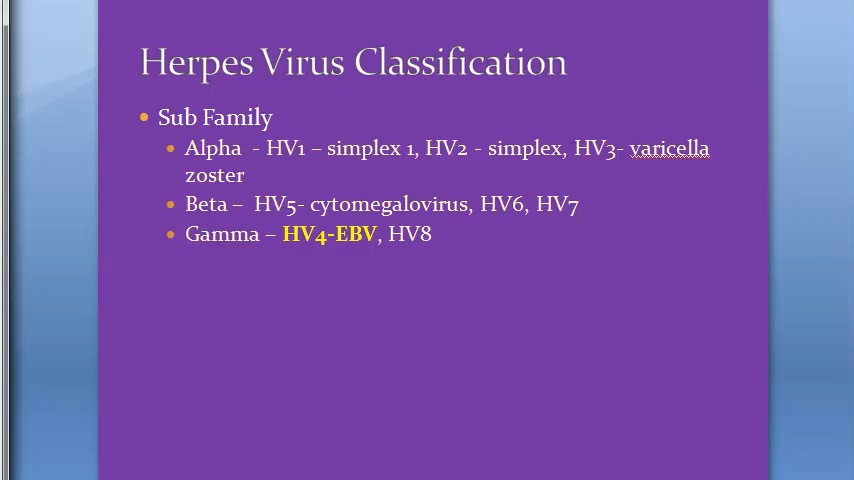 Herpes Virus Classification
• Sub Family
• Alpha - HV1 – simplex 1, HV2 - simplex, HV3- varicella
zoster
• Beta – HV5- cytomegalovirus, HV6, HV7
• Gamma – HV4-EBV, HV8